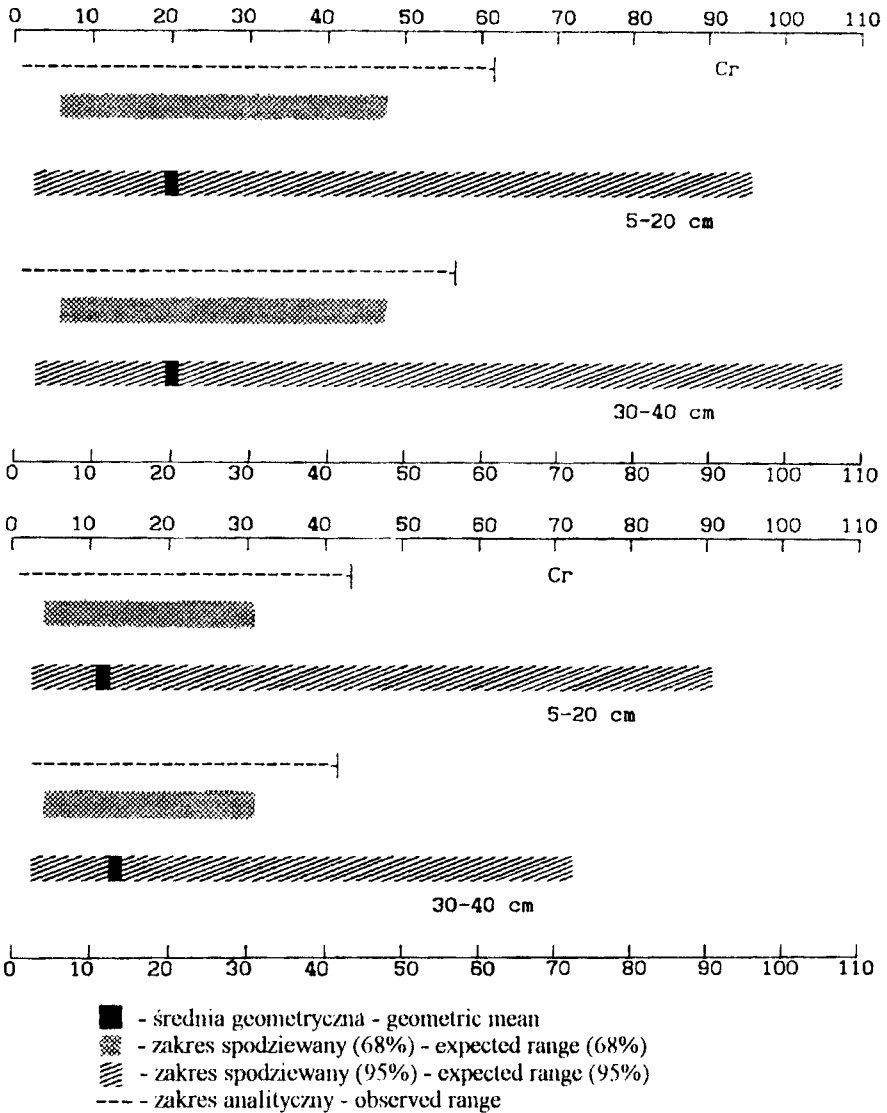 0 10 20 30 40 50 60 70 80 90 100 110
Cr
5-20 cm
30-40 cm
0 10 20 30 40 50 60 70 80 90 100 110
0 10 20 30 40 50 60 70 80 90 100 110
Cr
5-20 cm
30-40 cm
0 10 20 30 40 50 60 70 80 90 100 110
- średnia geometryczna - geometric mean
- zakres spodziewany (68%) - expected range (68%)
- zakres spodziewany (95%) - expected range (95%)
- zakres analityczny - observed range